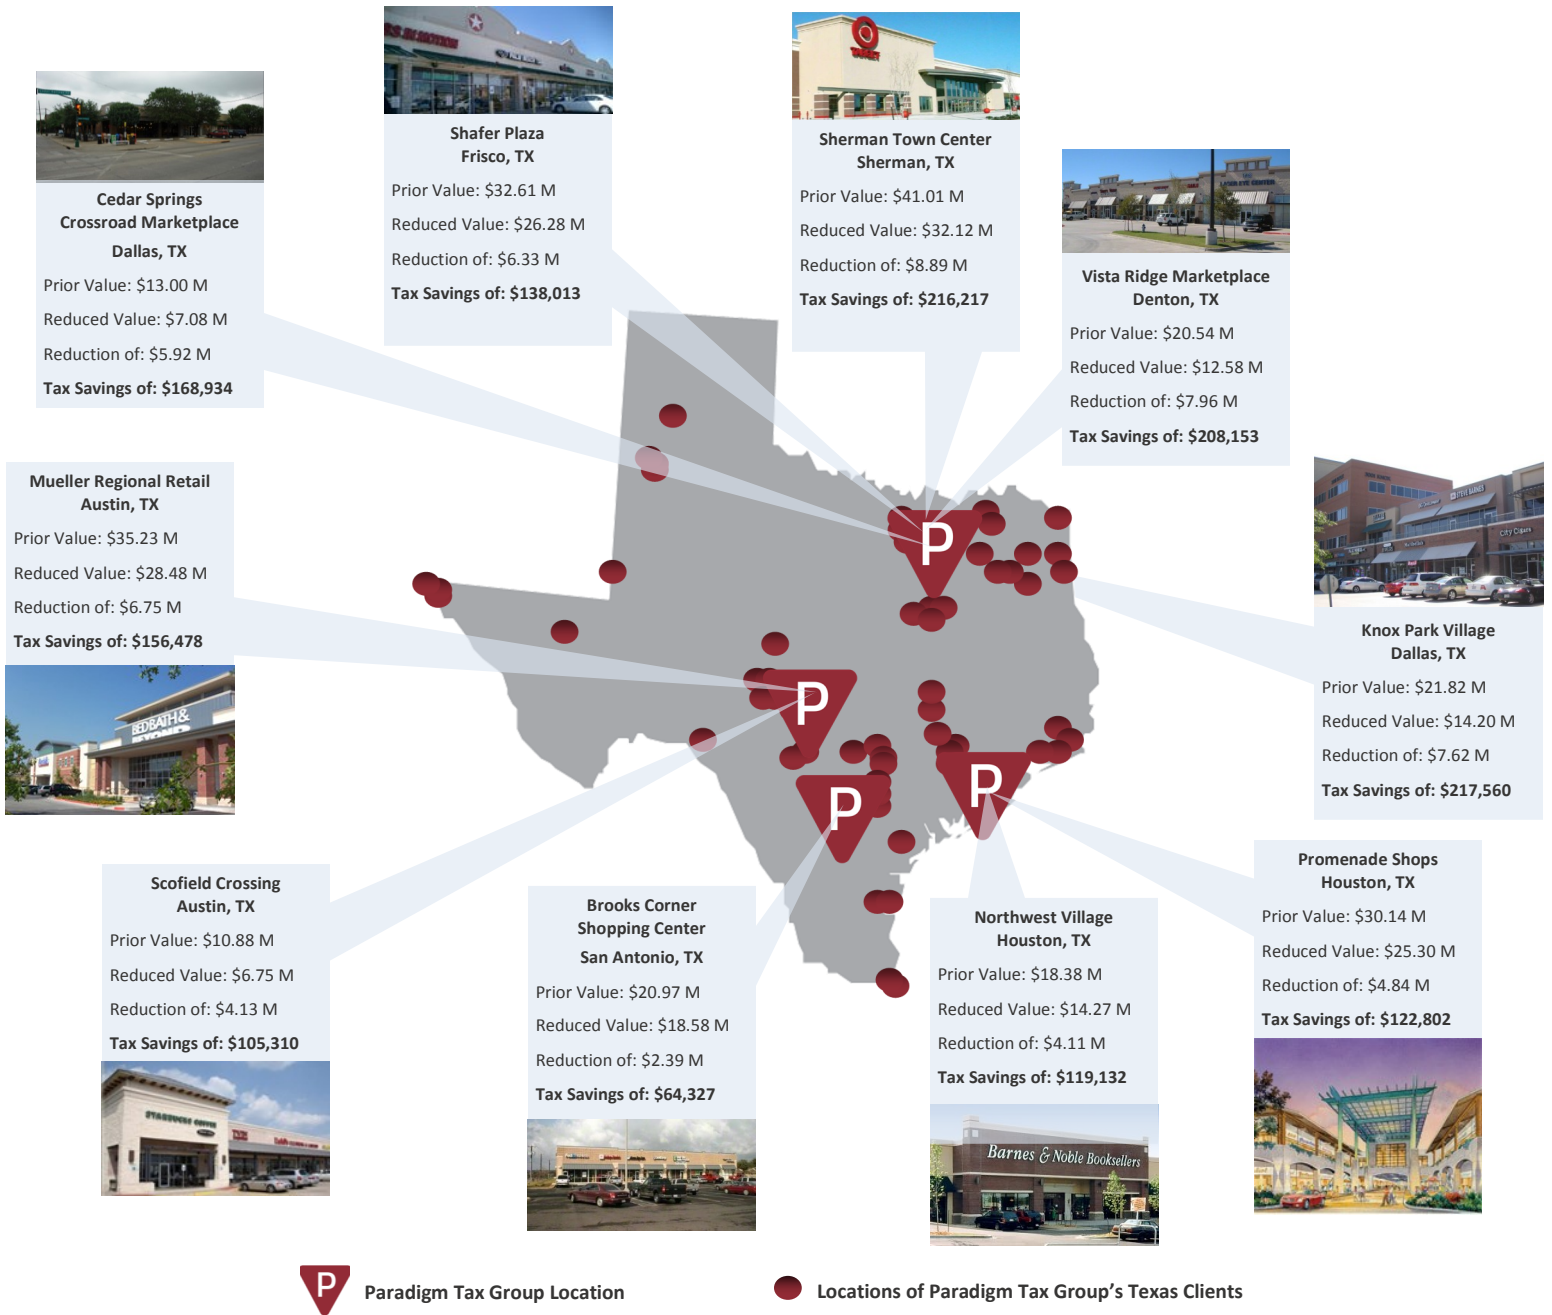 TARGET
Shafer Plaza
Frisco, TX
Prior Value: $32.61 M
Reduced Value: $26.28 M
Reduction of: $6.33 M
Tax Savings of: $138,013
Sherman Town Center
Sherman, TX
Prior Value: $41.01 M
Reduced Value: $32.12 M
Reduction of: $8.89 M
Tax Savings of: $216,217
Cedar Springs
Crossroad Marketplace
Dallas, TX
Prior Value: $13.00 M
Reduced Value: $7.08 M
Reduction of: $5.92 M
Tax Savings of: $168,934
Vista Ridge Marketplace
Denton, TX
Prior Value: $20.54 M
Reduced Value: $12.58 M
Reduction of: $7.96 M
Tax Savings of: $208,153
Mueller Regional Retail
Austin, TX
Prior Value: $35.23 M
Reduced Value: $28.48 M
Reduction of: $6.75 M
Tax Savings of: $156,478
BED BATH &
BEYOND
City Cigars
Knox Park Village
Dallas, TX
Prior Value: $21.82 M
Reduced Value: $14.20 M
Reduction of: $7.62 M
Tax Savings of: $217,560
P
P
P
P
Scofield Crossing
Austin, TX
Prior Value: $10.88 M
Reduced Value: $6.75 M
Reduction of: $4.13 M
Tax Savings of: $105,310
STARBUCKS COFFEE
Brooks Corner
Shopping Center
San Antonio, TX
Prior Value: $20.97 M
Reduced Value: $18.58 M
Reduction of: $2.39 M
Tax Savings of: $64,327
Northwest Village
Houston, TX
Prior Value: $18.38 M
Reduced Value: $14.27 M
Reduction of: $4.11 M
Tax Savings of: $119,132
Barnes & Noble Booksellers
Promenade Shops
Houston, TX
Prior Value: $30.14 M
Reduced Value: $25.30 M
Reduction of: $4.84 M
Tax Savings of: $122,802
P
Paradigm Tax Group Location
Locations of Paradigm Tax Group's Texas Clients